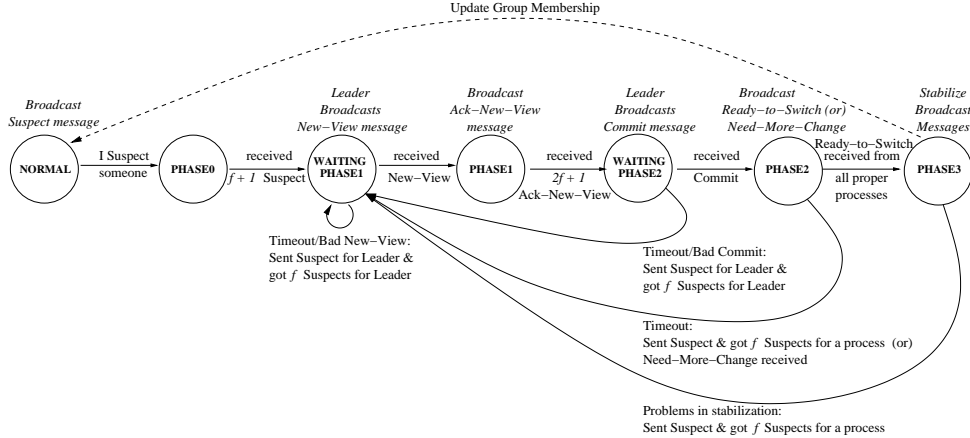 Update Group Membership
Broadcast
Suspect message
Leader
Broadcasts
New−View message
Broadcast
Ack−New−View
message
Leader
Broadcasts
Commit message
Broadcast
Ready−to−Switch (or)
Need−More−Change
Stabilize
Broadcast
Messages
NORMAL
I Suspect
someone
PHASE0
received
f + 1 Suspect
WAITING
PHASE1
received
New−View
PHASE1
received
2f + 1
Ack−New−View
WAITING
PHASE2
received
Commit
PHASE2
Ready−to−Switch
received from
all proper
processes
PHASE3
Timeout/Bad New−View:
Sent Suspect for Leader &
got f Suspects for Leader
Timeout/Bad Commit:
Sent Suspect for Leader &
got f Suspects for Leader
Timeout:
Sent Suspect & got f Suspects for a process (or)
Need−More−Change received
Problems in stabilization:
Sent Suspect & got f Suspects for a process